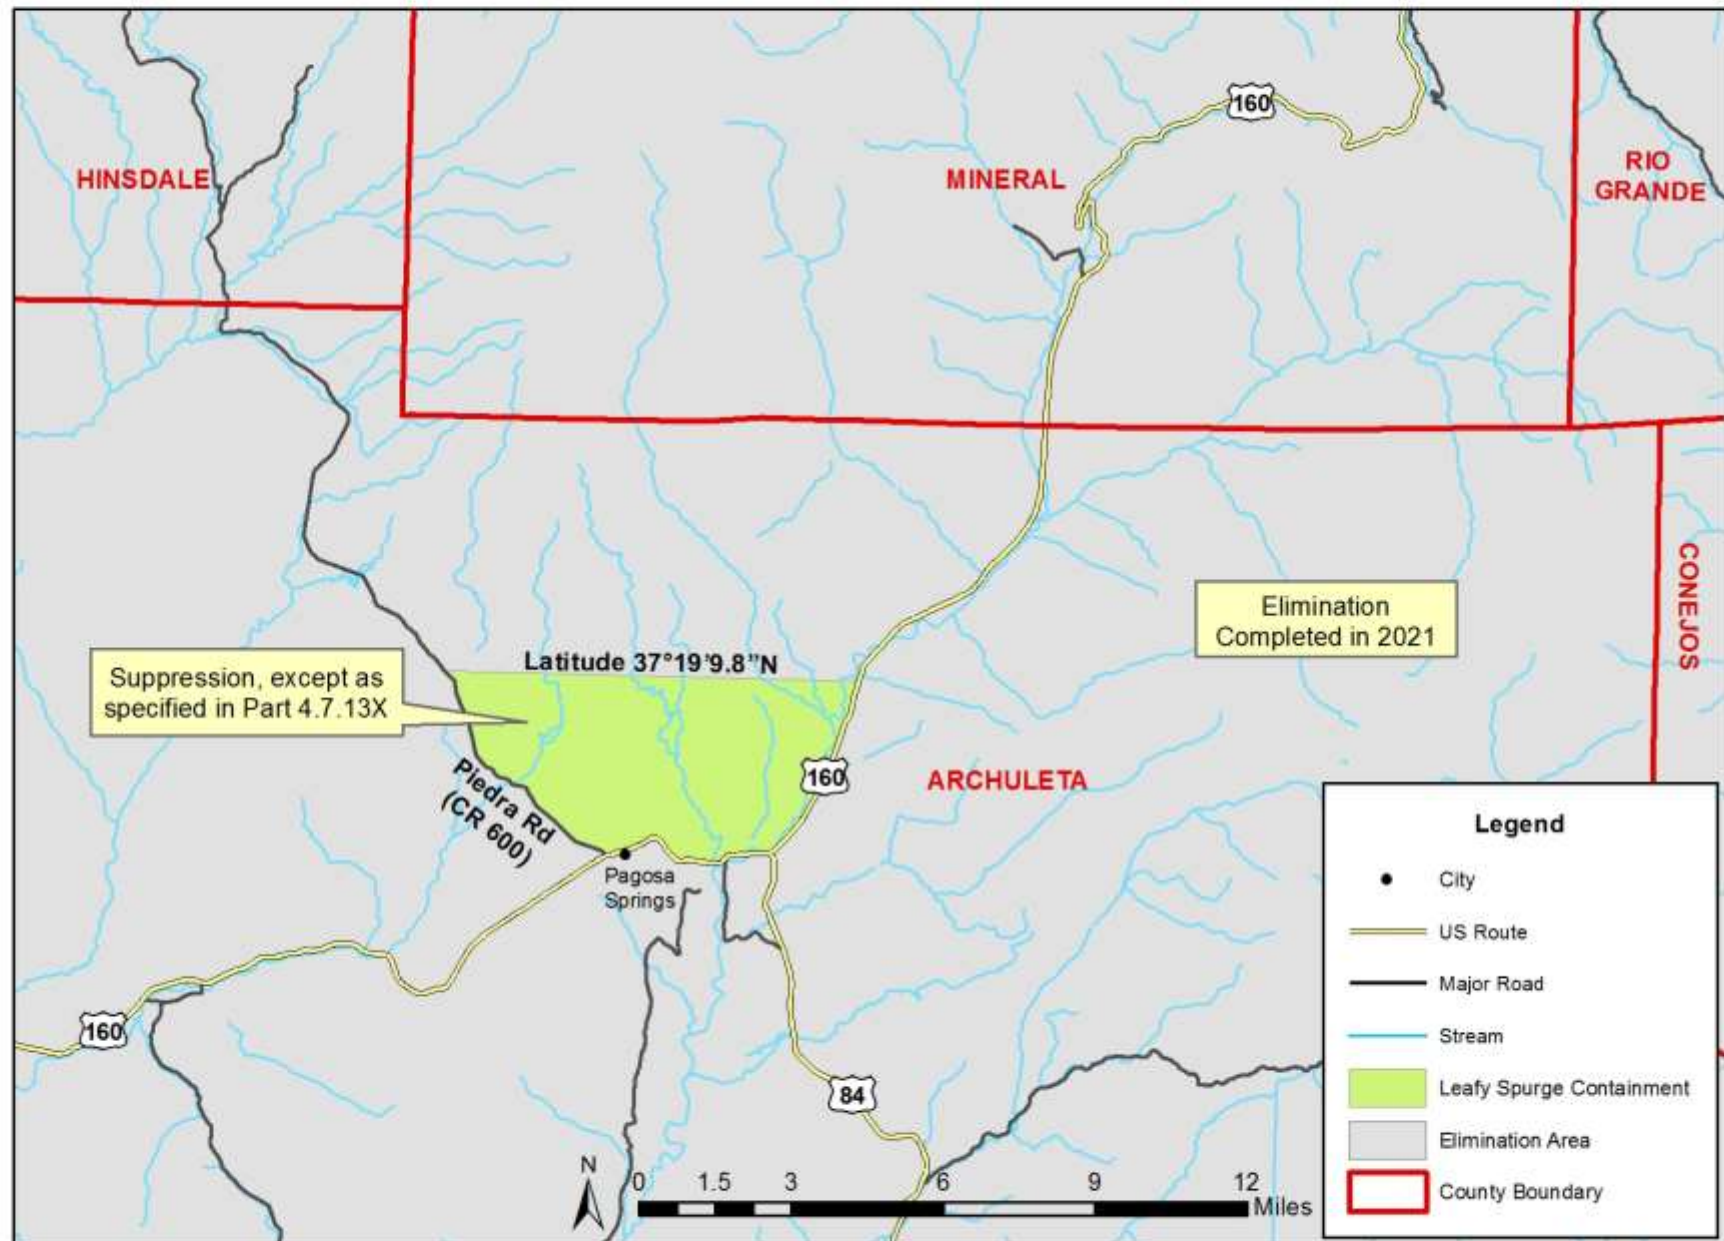 160
HINSDALE
MINERAL
RIO
GRANDE
CONEJOS
Elimination
Completed in 2021
Latitude 37°19'9.8”N
Suppression, except as
specified in Part 4.7.13X
160
ARCHULETA
Piedra Rd
(CR 600)
Pagosa
Springs
160
84
N
0 1.5 3 6 9 12
Miles
Legend
City
US Route
Major Road
Stream
Leafy Spurge Containment
Elimination Area
County Boundary